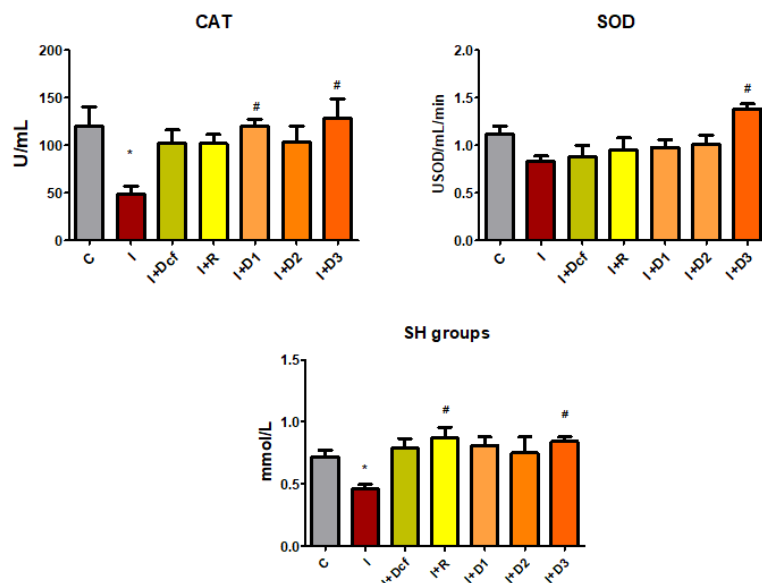 CAT
U/mL
200
150
100
50
0
*
#
#
C
I
I+Dcf
I+R
I+D1
I+D2
I+D3
SOD
USOD/mL/min
2.0
1.5
1.0
0.5
0.0
#
C
I
I+Dcf
I+R
I+D1
I+D2
I+D3
SH groups
mmol/L
1.5
1.0
0.5
0.0
*
#
#
C
I
I+Dcf
I+R
I+D1
I+D2
I+D3